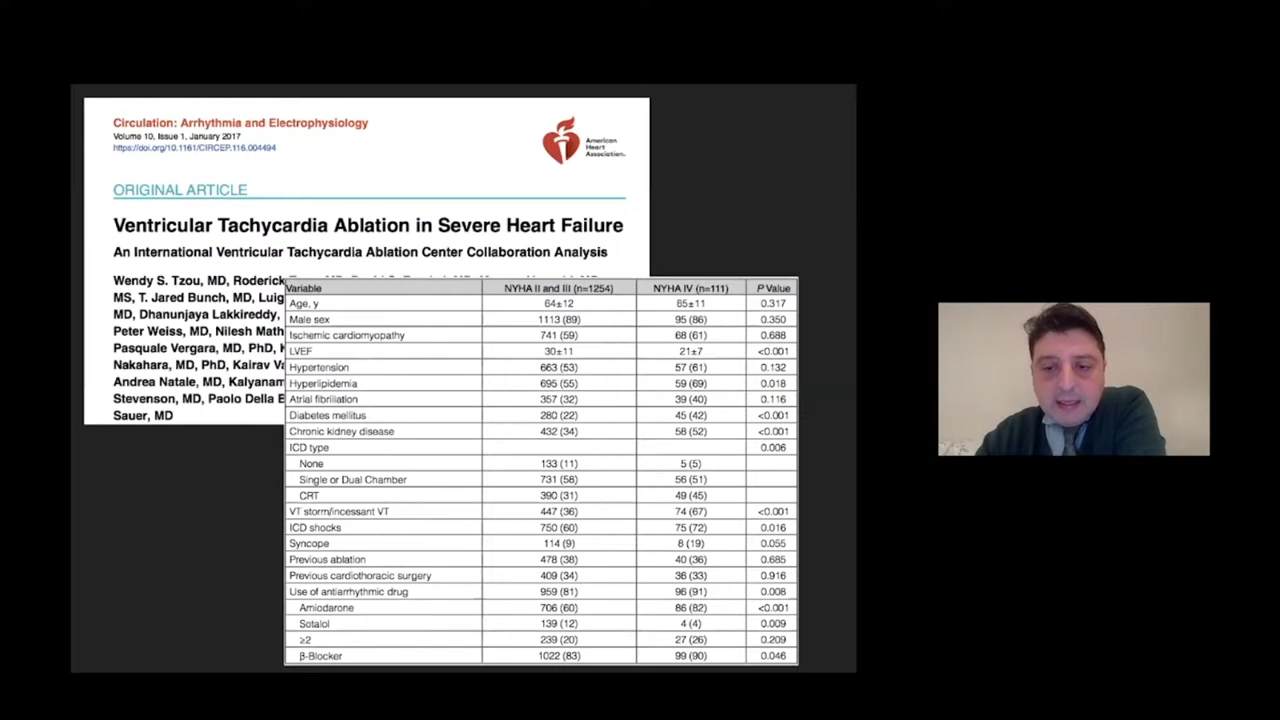 Circulation: Arrhythmia and Electrophysiology
Volume 10, Issue 1, January 2017
https://doi.org/10.1161/CIRCEP.116.004494
American
Heart
Association.
ORIGINAL ARTICLE
Ventricular Tachycardia Ablation in Severe Heart Failure
An International Ventricular Tachycardia Ablation Center Collaboration Analysis
Wendy S. Tzou, MD, Roderick
MS, T. Jared Bunch, MD, Luig
MD, Dhanunjaya Lakkireddy,
Peter Weiss, MD, Nilesh Math
Pasquale Vergara, MD, PhD,
Nakahara, MD, PhD, Kairav Va
Andrea Natale, MD, Kalyanam
Stevenson, MD, Paolo Della B
Sauer, MD
Variable NYHA II and III (n=1254) NYHA IV (n=111) P Value
Age, y 64±12 65±11 0.317
Male sex 1113 (89) 95 (86) 0.350
Ischemic cardiomyopathy 741 (59) 68 (61) 0.688
LVEF 30±11 21±7 <0.001
Hypertension 663 (53) 57 (61) 0.132
Hyperlipidemia 695 (55) 59 (69) 0.018
Atrial fibrillation 357 (32) 39 (40) 0.116
Diabetes mellitus 280 (22) 45 (42) <0.001
Chronic kidney disease 432 (34) 58 (52) <0.001
ICD type 0.006
None 133 (11) 5 (5)
Single or Dual Chamber 731 (58) 56 (51)
CRT 390 (31) 49 (45)
VT storm/incessant VT 447 (36) 74 (67) <0.001
ICD shocks 750 (60) 75 (72) 0.016
Syncope 114 (9) 8 (19) 0.055
Previous ablation 478 (38) 40 (36) 0.685
Previous cardiothoracic surgery 409 (34) 36 (33) 0.916
Use of antiarrhythmic drug 959 (81) 96 (91) 0.008
Amiodarone 706 (60) 86 (82) <0.001
Sotalol 139 (12) 4 (4) 0.009
≥2 239 (20) 27 (26) 0.209
β-Blocker 1022 (83) 99 (90) 0.046